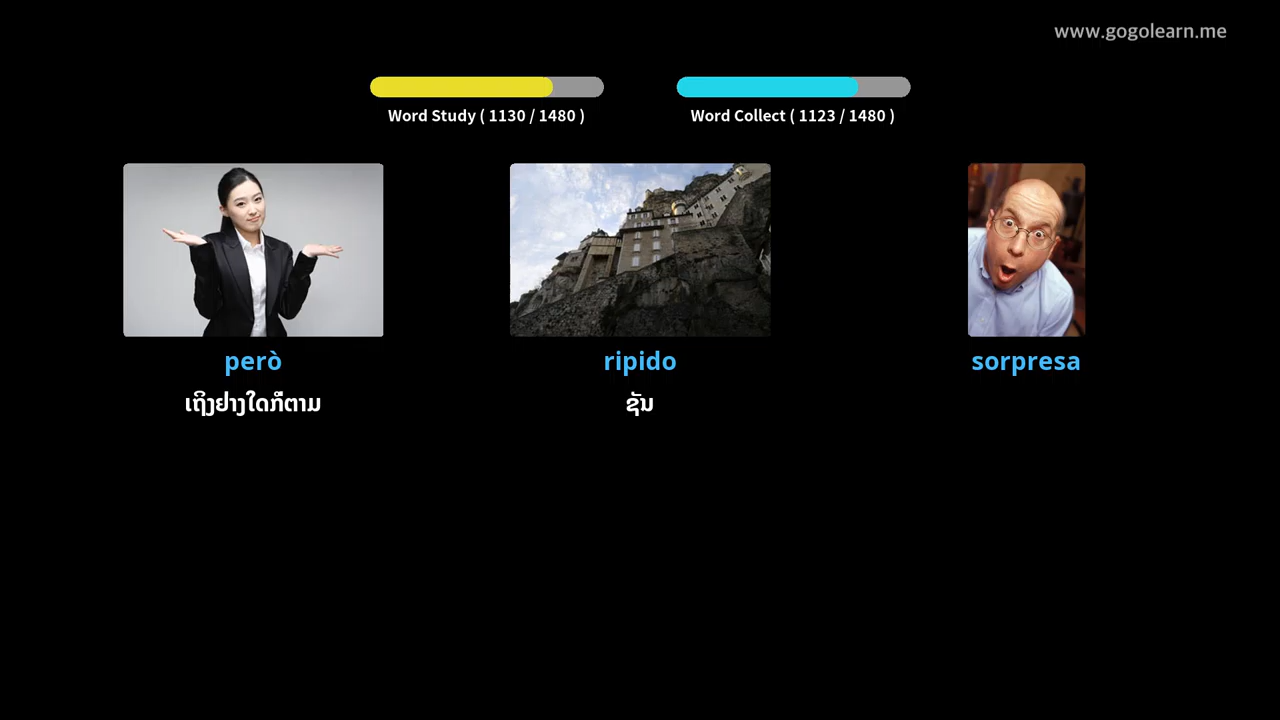 www.gogolearn.me
Word Study ( 1130 / 1480 )
Word Collect ( 1123 / 1480 )
però
ripido
sorpresa
ເຖິງຢ່າງໃດກໍ່ຕາມ
ຊັນ